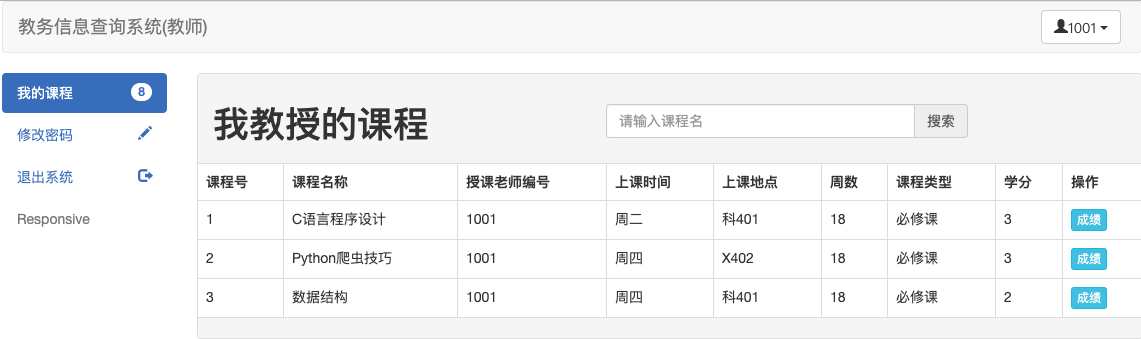 教务信息查询系统(教师)
1001
我的课程 8
修改密码
退出系统
Responsive
我教授的课程
请输入课程名 搜索
课程号 课程名称 授课老师编号 上课时间 上课地点 周数 课程类型 学分 操作
1 C语言程序设计 1001 周二 科401 18 必修课 3 成绩
2 Python爬虫技巧 1001 周四 X402 18 必修课 3 成绩
3 数据结构 1001 周四 科401 18 必修课 2 成绩